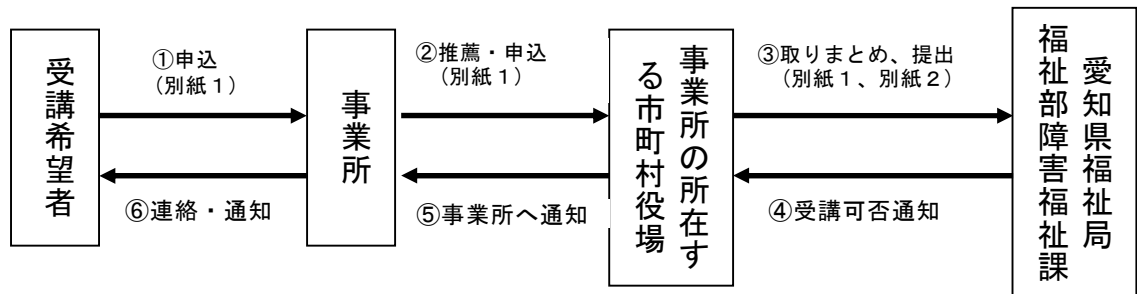 受講希望者
①申込
（別紙１）
事業所
②推薦・申込
（別紙１）
事業所の所在す
る市町村役場
③取りまとめ、提出
（別紙１、別紙２）
愛知県福祉局
福祉部障害福祉課
④受講可否通知
⑤事業所へ通知
⑥連絡・通知